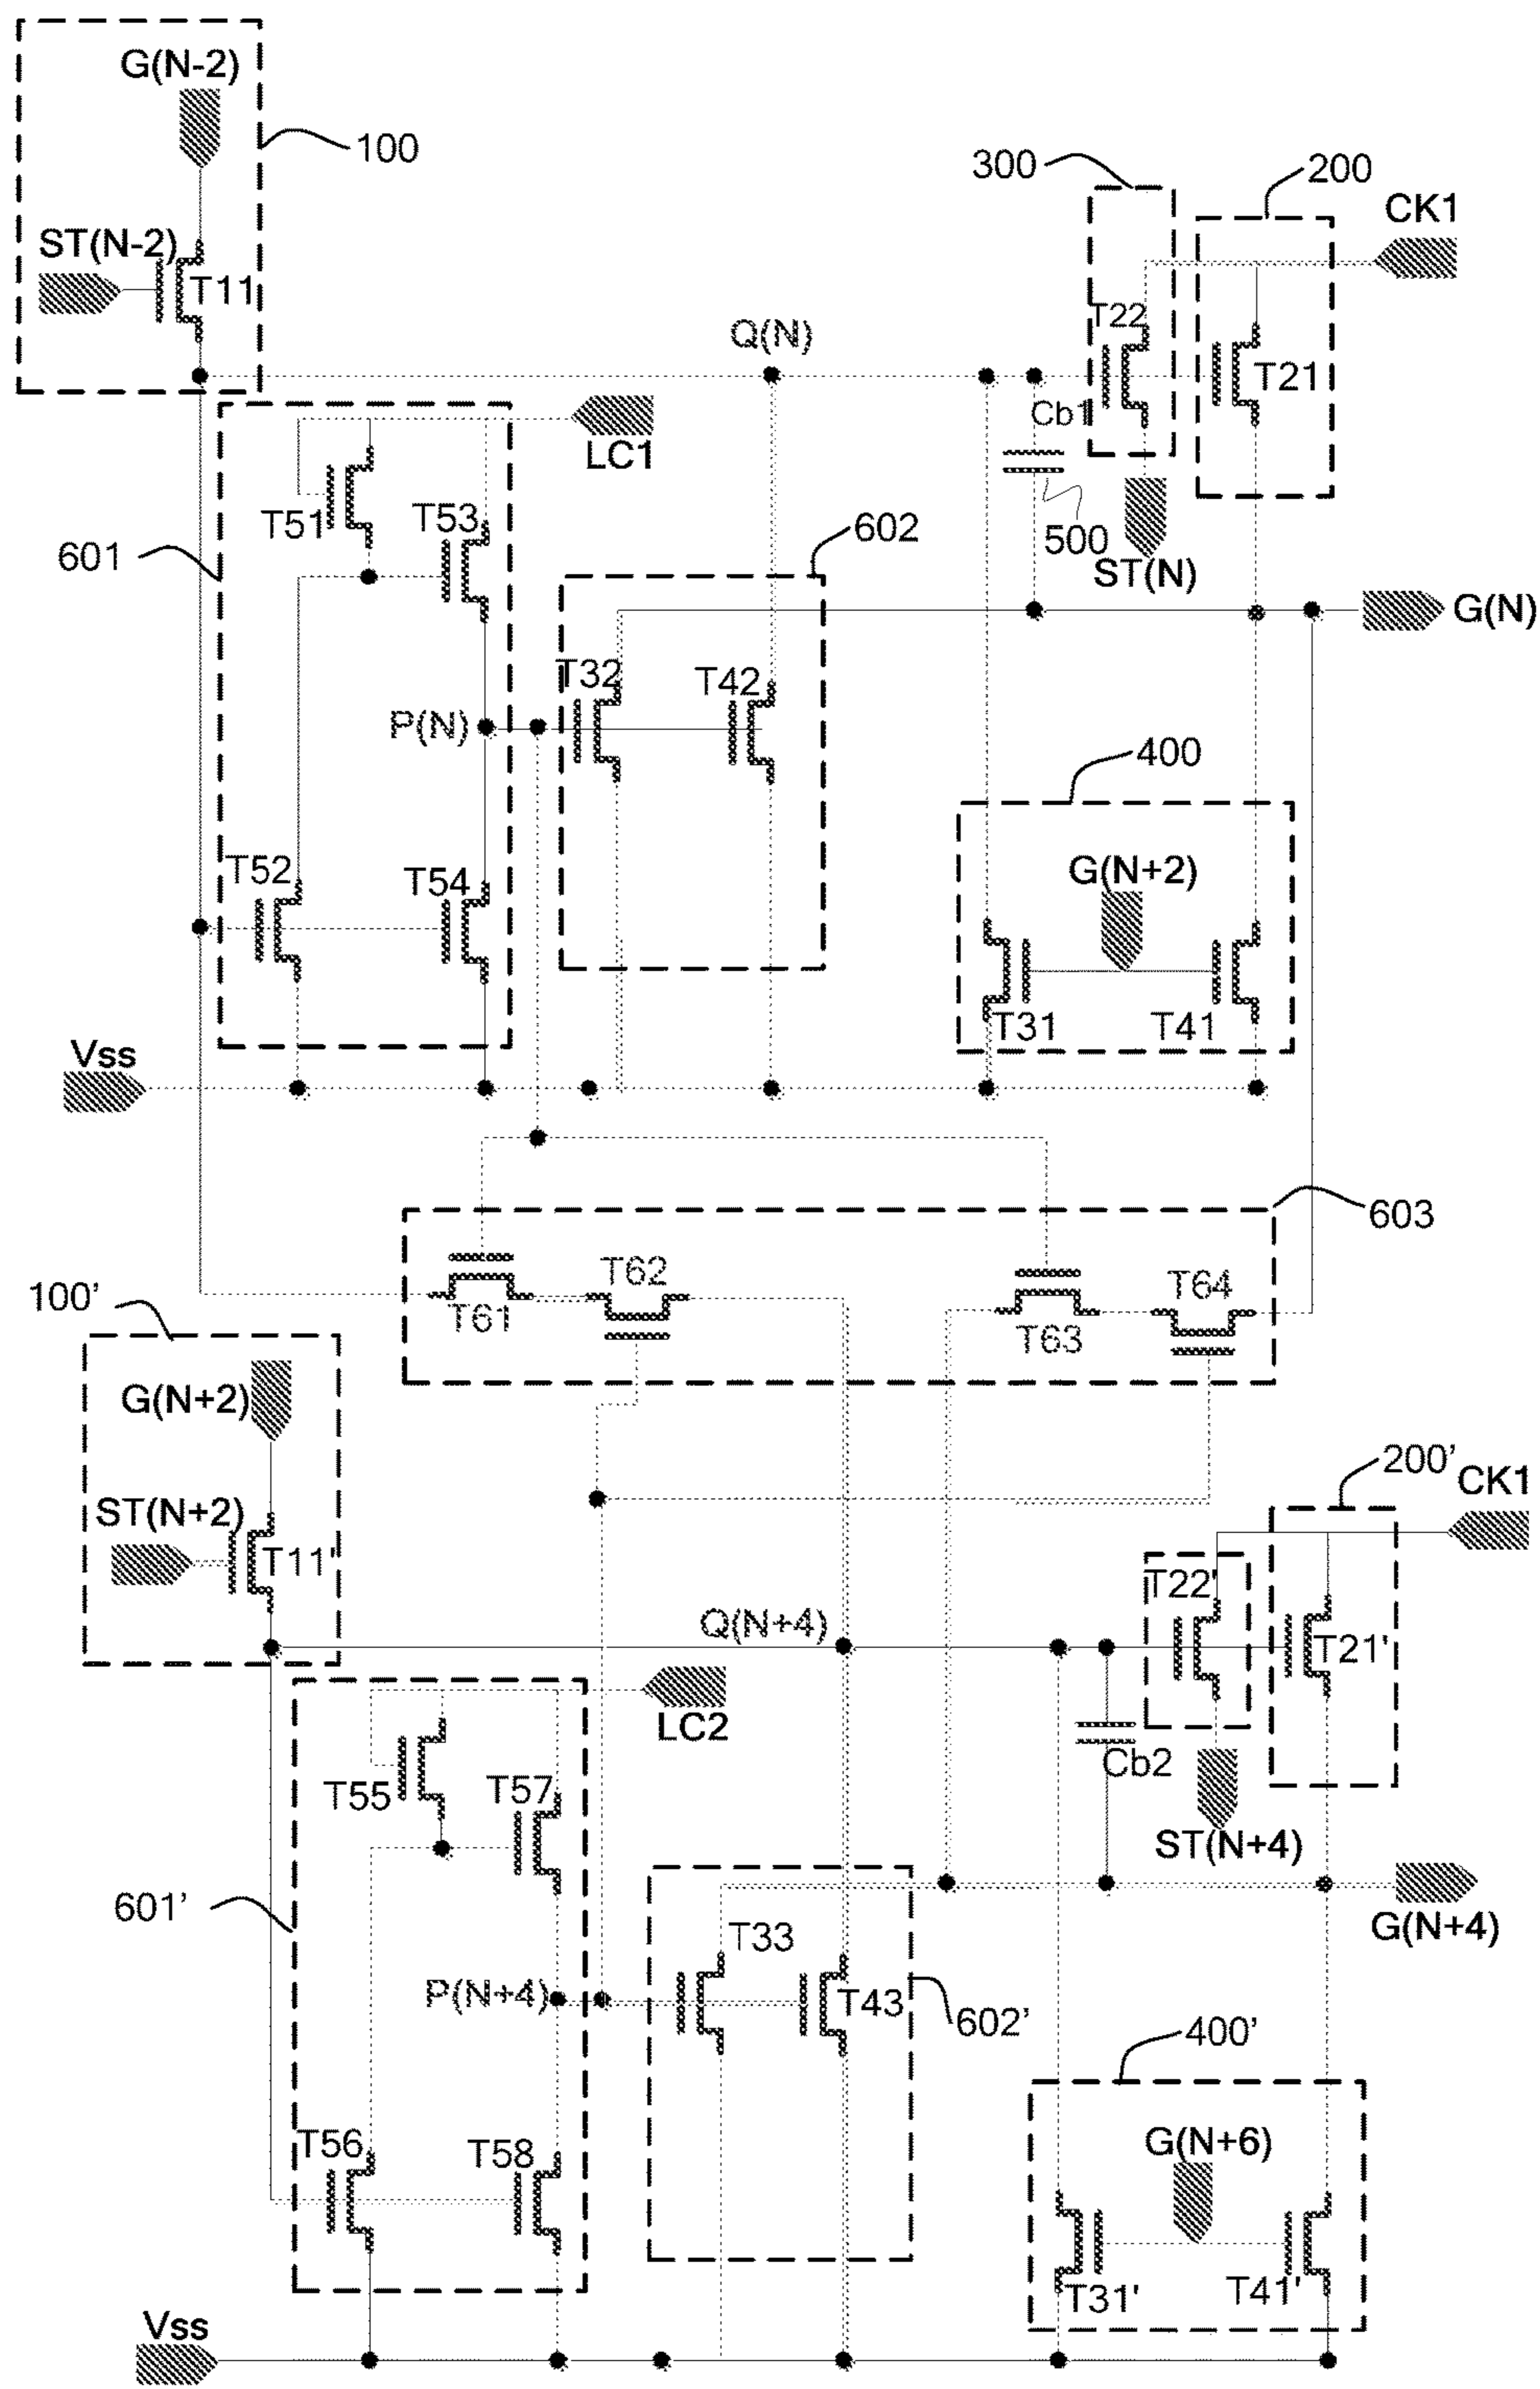 G(N-2)
100
300
200
CK1
ST(N-2)
T11
T22
Q(N)
T21
Cb1
LC1
T51
T53
602
500
601
ST(N)
G(N)
T32
T42
P(N)
400
T52
T54
G(N+2)
T31
T41
Vss
603
T62
T64
100’
T61
T63
G(N+2)
200’
CK1
ST(N+2)
T11'
T22'
Q(N+4)
T21'
LC2
Cb2
T55
T57
ST(N+4)
601’
G(N+4)
T33
P(N+4)
T43
602’
400’
T56
T58
G(N+6)
T31'
T41'
Vss